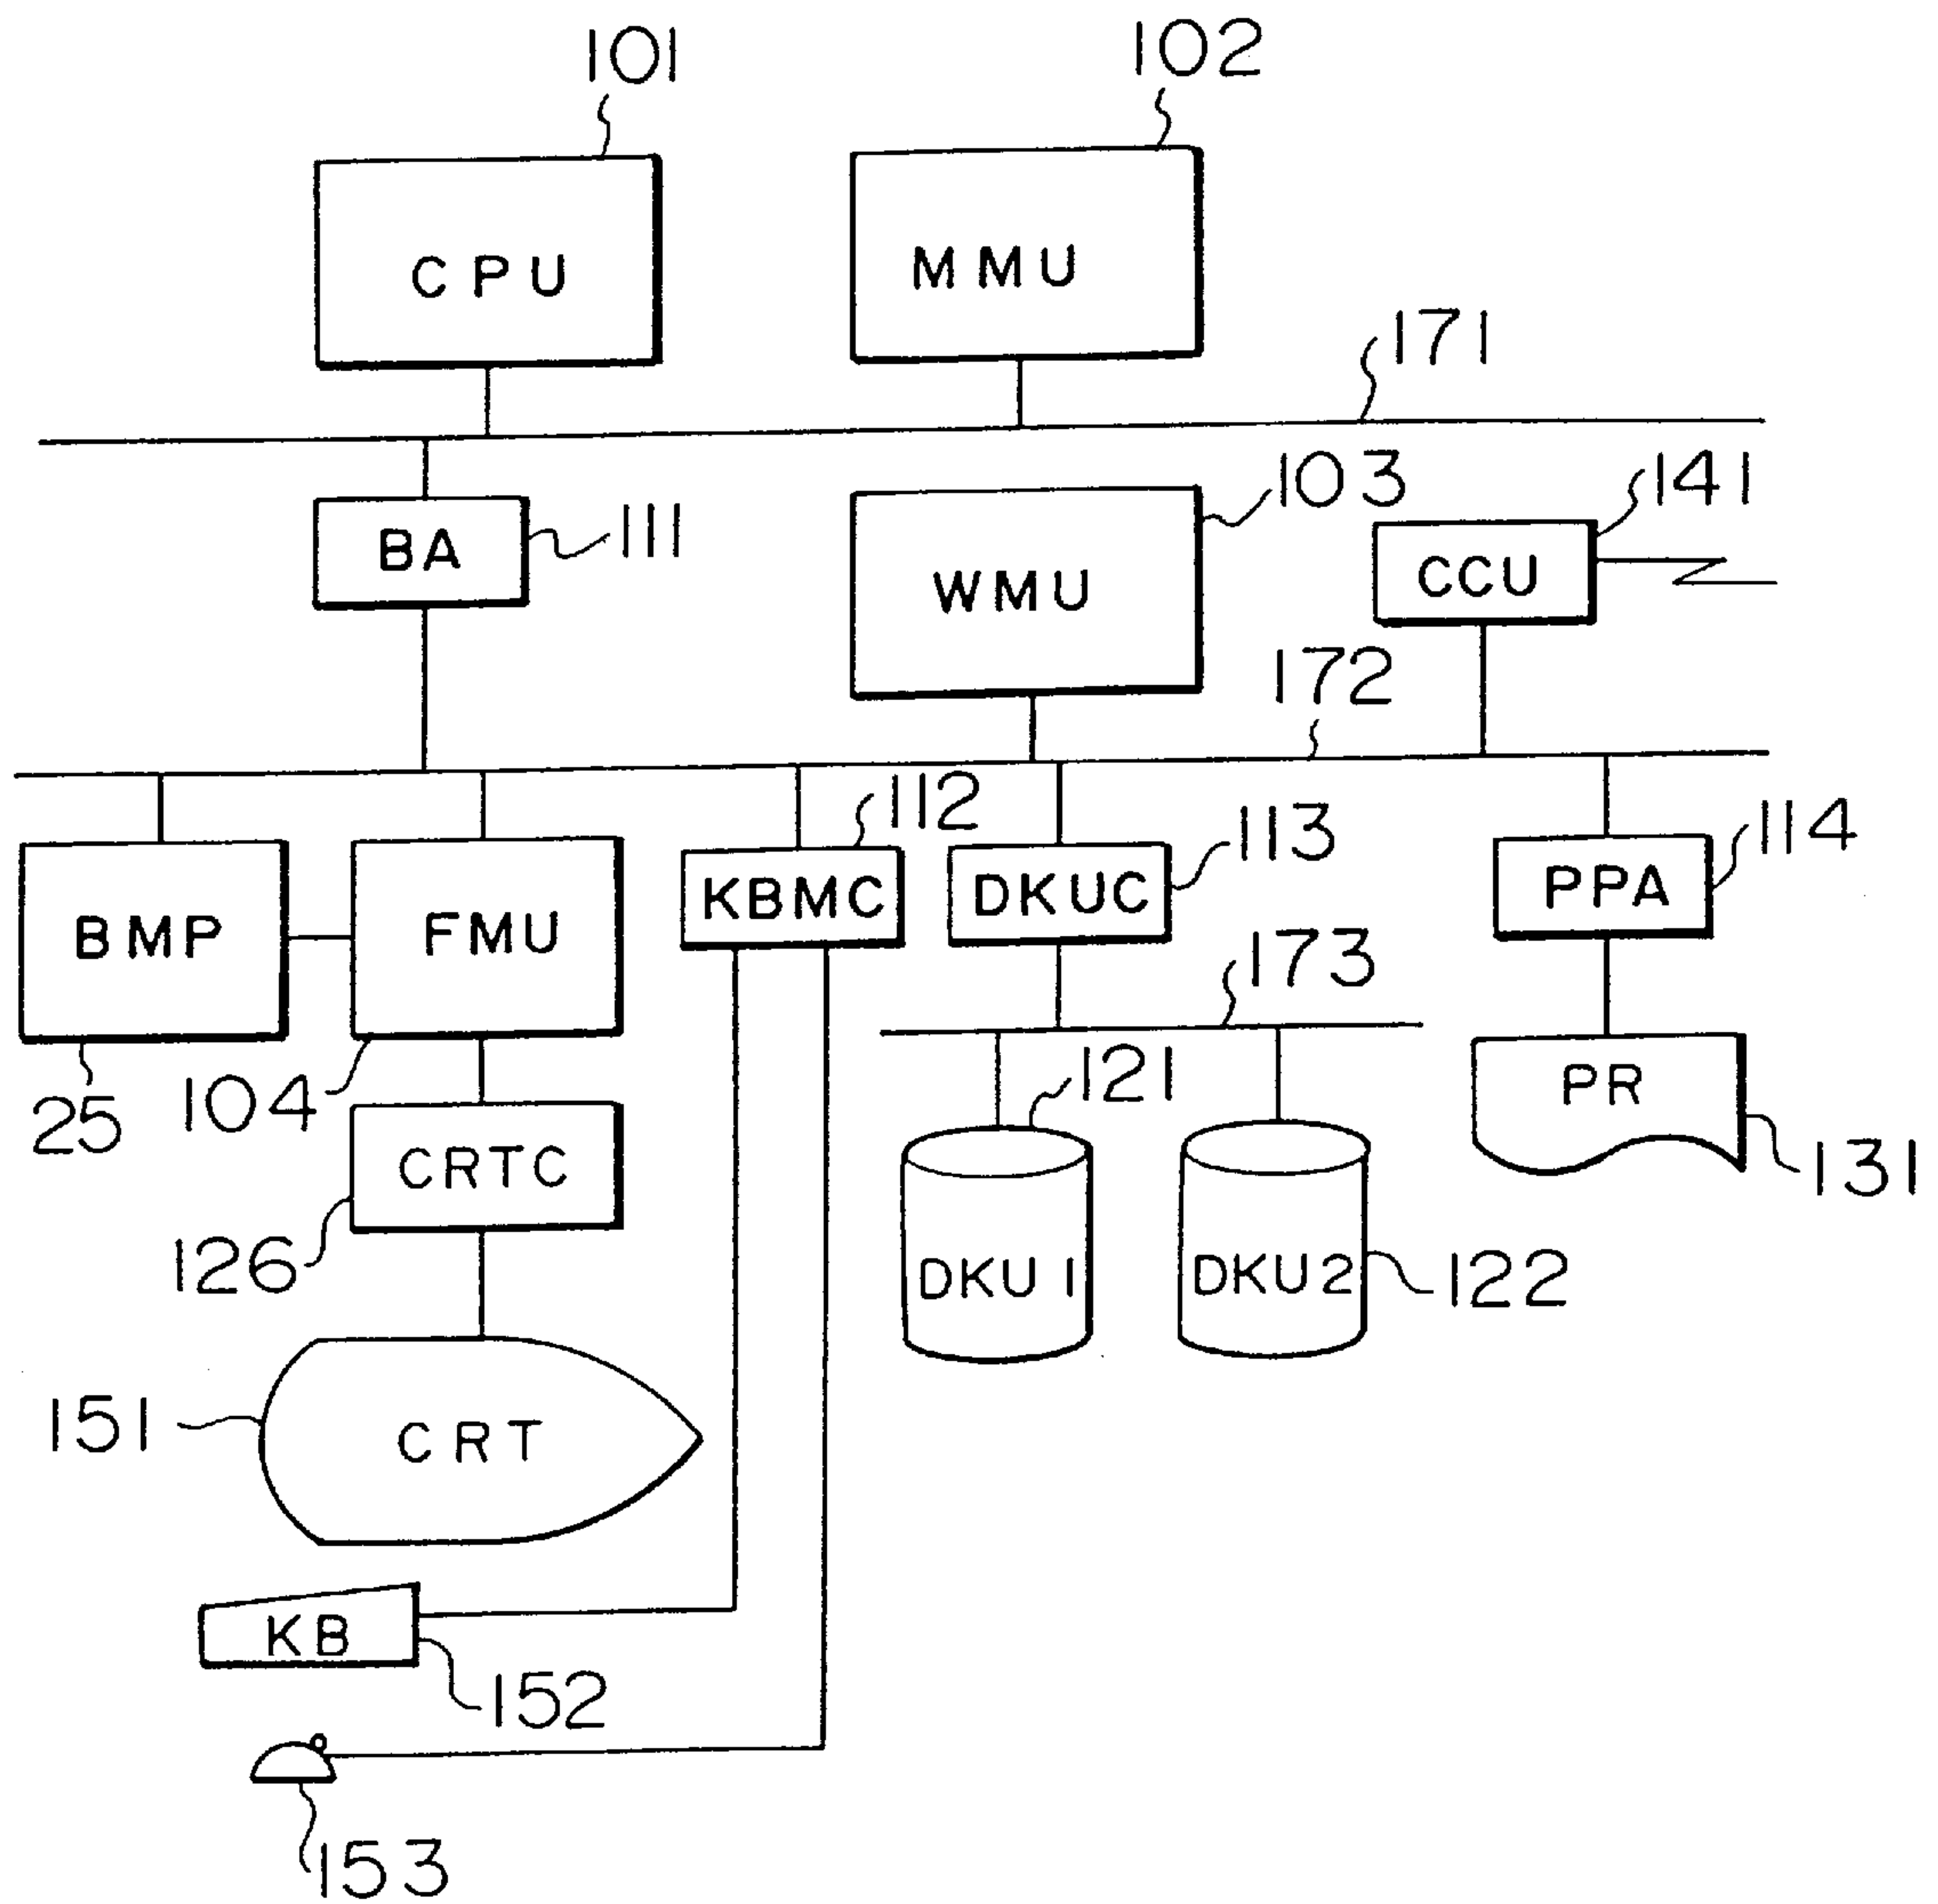 101
102
CPU
MMU
171
103
141
BA
111
WMU
CCU
172
112
113
114
BMP
FMU
KBMC
DKUC
PPA
173
25
104
121
PR
131
CRTC
126
DKU1
DKU2
122
151
CRT
KB
152
153